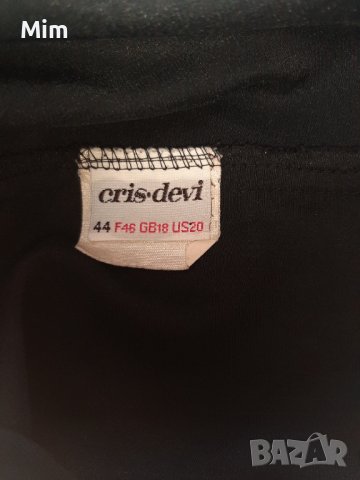 Mim
cris·devi
44 F46 GB18 US20
BAZAR